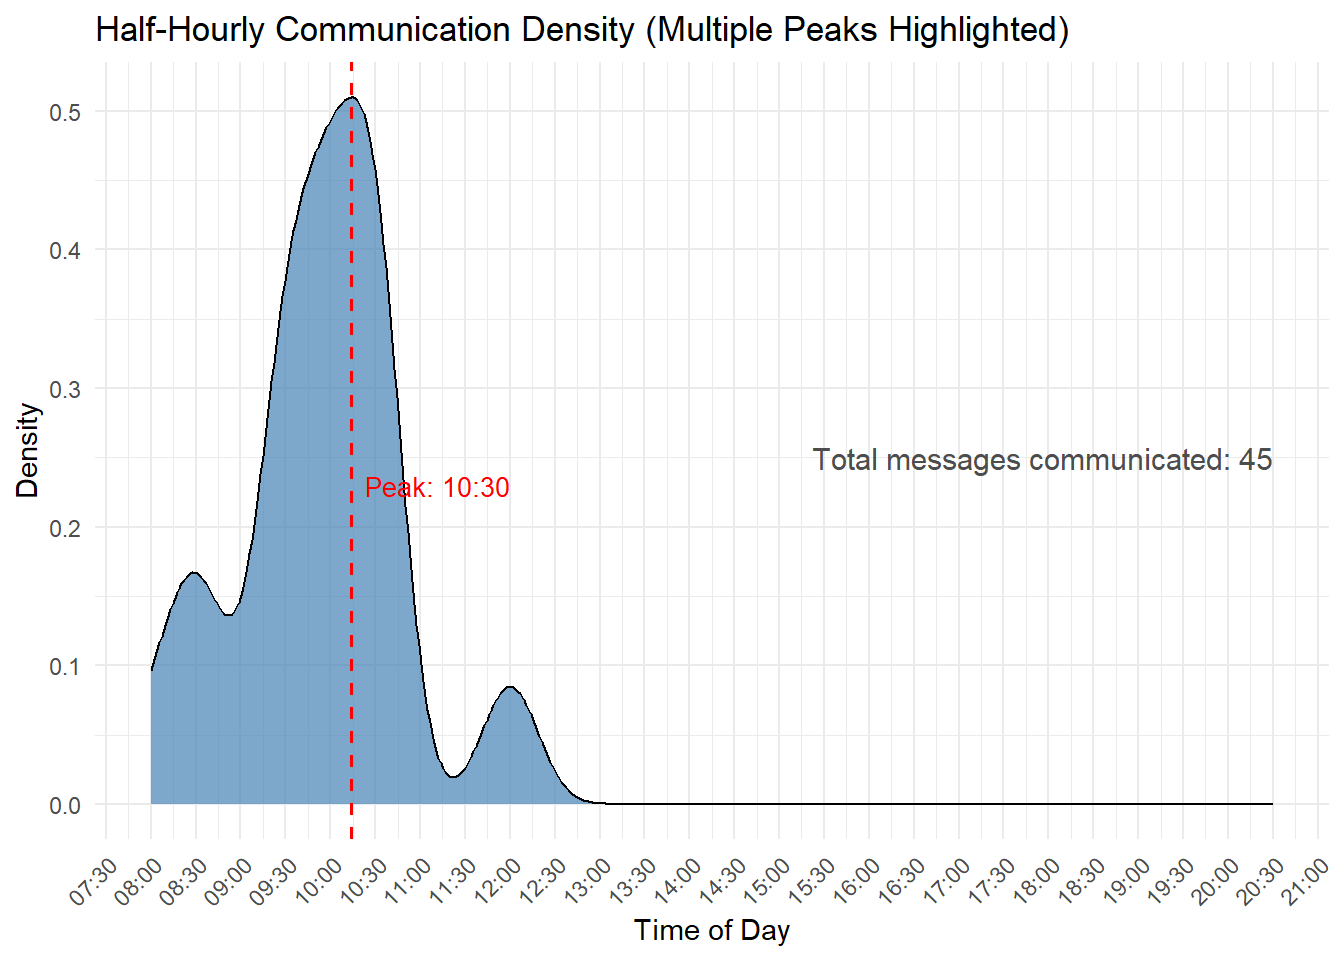 Half-Hourly Communication Density (Multiple Peaks Highlighted)
0.5
0.4
0.3
Density
Total messages communicated: 45
Peak: 10:30
0.2
0.1
0.0
07:30 08:00 08:30 09:00 09:30 10:00 10:30 11:00 11:30 12:00 12:30 13:00 13:30 14:00 14:30 15:00 15:30 16:00 16:30 17:00 17:30 18:00 18:30 19:00 19:30 20:00 20:30 21:00
Time of Day